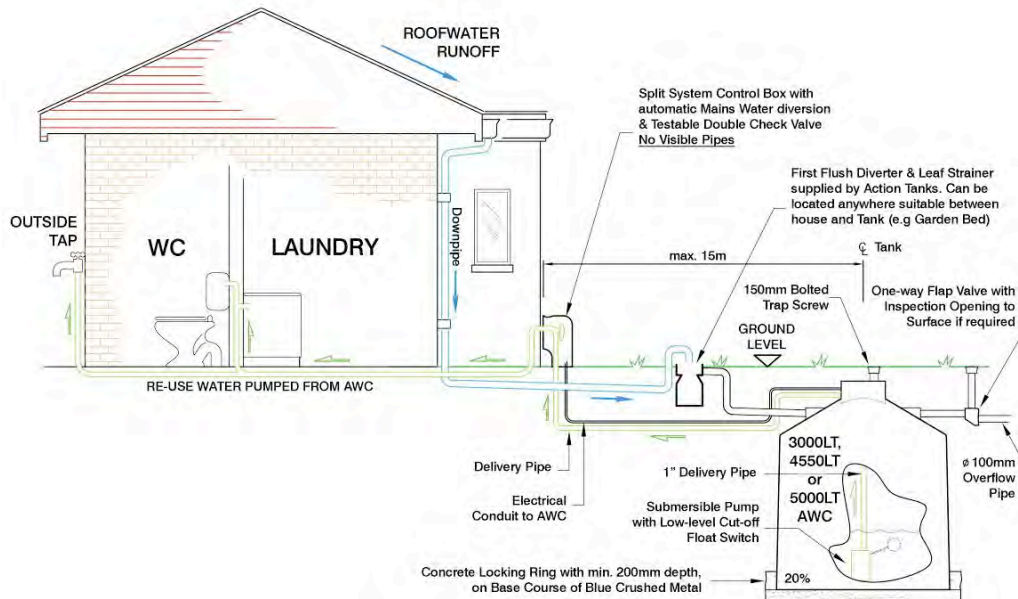 ROOFWATER
RUNOFF
Split System Control Box with
automatic Mains Water diversion
& Testable Double Check Valve
No Visible Pipes
First Flush Diverter & Leaf Strainer
supplied by Action Tanks. Can be
located anywhere suitable between
house and Tank (e.g Garden Bed)
OUTSIDE
TAP
WC
LAUNDRY
Downpipe
max. 15m
℄ Tank
150mm Bolted
Trap Screw
One-way Flap Valve with
Inspection Opening to
Surface if required
GROUND
LEVEL
RE-USE WATER PUMPED FROM AWC
Delivery Pipe
Electrical
Conduit to AWC
3000LT,
4550LT
or
5000LT
AWC
1" Delivery Pipe
Submersible Pump
with Low-level Cut-off
Float Switch
ø 100mm
Overflow
Pipe
Concrete Locking Ring with min. 200mm depth,
on Base Course of Blue Crushed Metal
20%